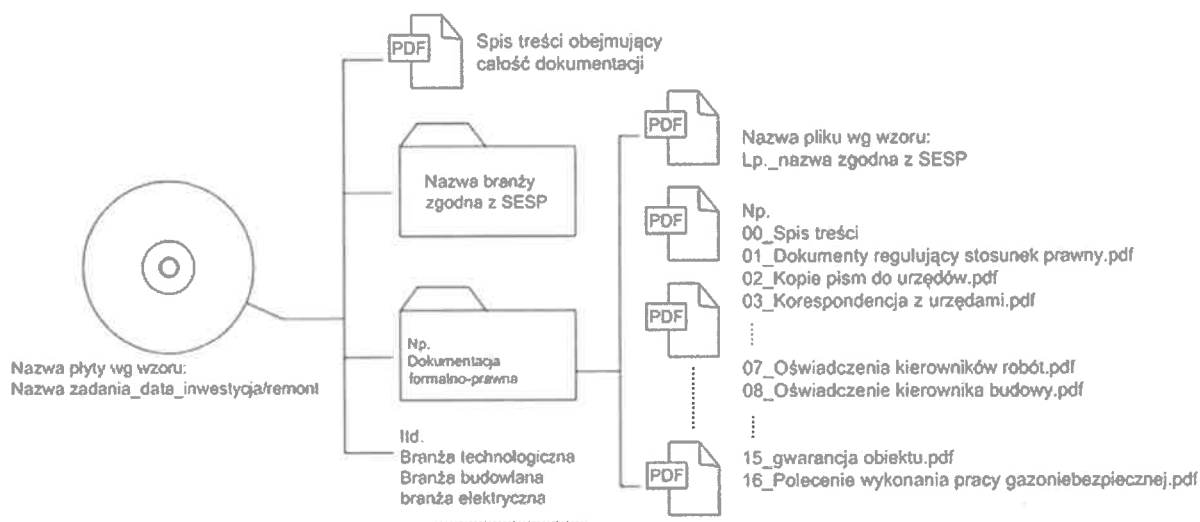 PDF
Spis treści obejmujący
całość dokumentacji
Nazwa branży
zgodna z SESP
Nazwa płyty wg wzoru:
Nazwa zadania_data_inwestycja/remont
Np.
Dokumentacja
formalno-prawna
Itd.
Branża technologiczna
Branża budowlana
branża elektryczna
PDF
Nazwa pliku wg wzoru:
Lp._nazwa zgodna z SESP
PDF
Np.
00_Spis treści
01_Dokumenty regulujący stosunek prawny.pdf
02_Kopie pism do urzędów.pdf
03_Korespondencja z urzędami.pdf
PDF
07_Oświadczenia kierowników robót.pdf
08_Oświadczenie kierownika budowy.pdf
PDF
15_gwarancja obiektu.pdf
16_Polecenie wykonania pracy gazoniebezpiecznej.pdf